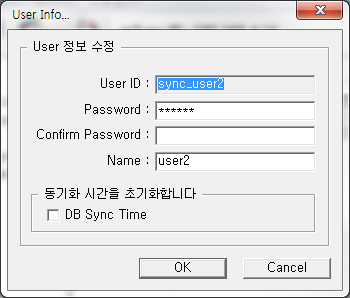 User Info...
User 정보 수정
User ID :
sync_user2
Password :
******
Confirm Password :
Name :
user2
동기화 시간을 초기화합니다
DB Sync Time
OK
Cancel